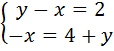 y − x = 2
−x = 4 + y